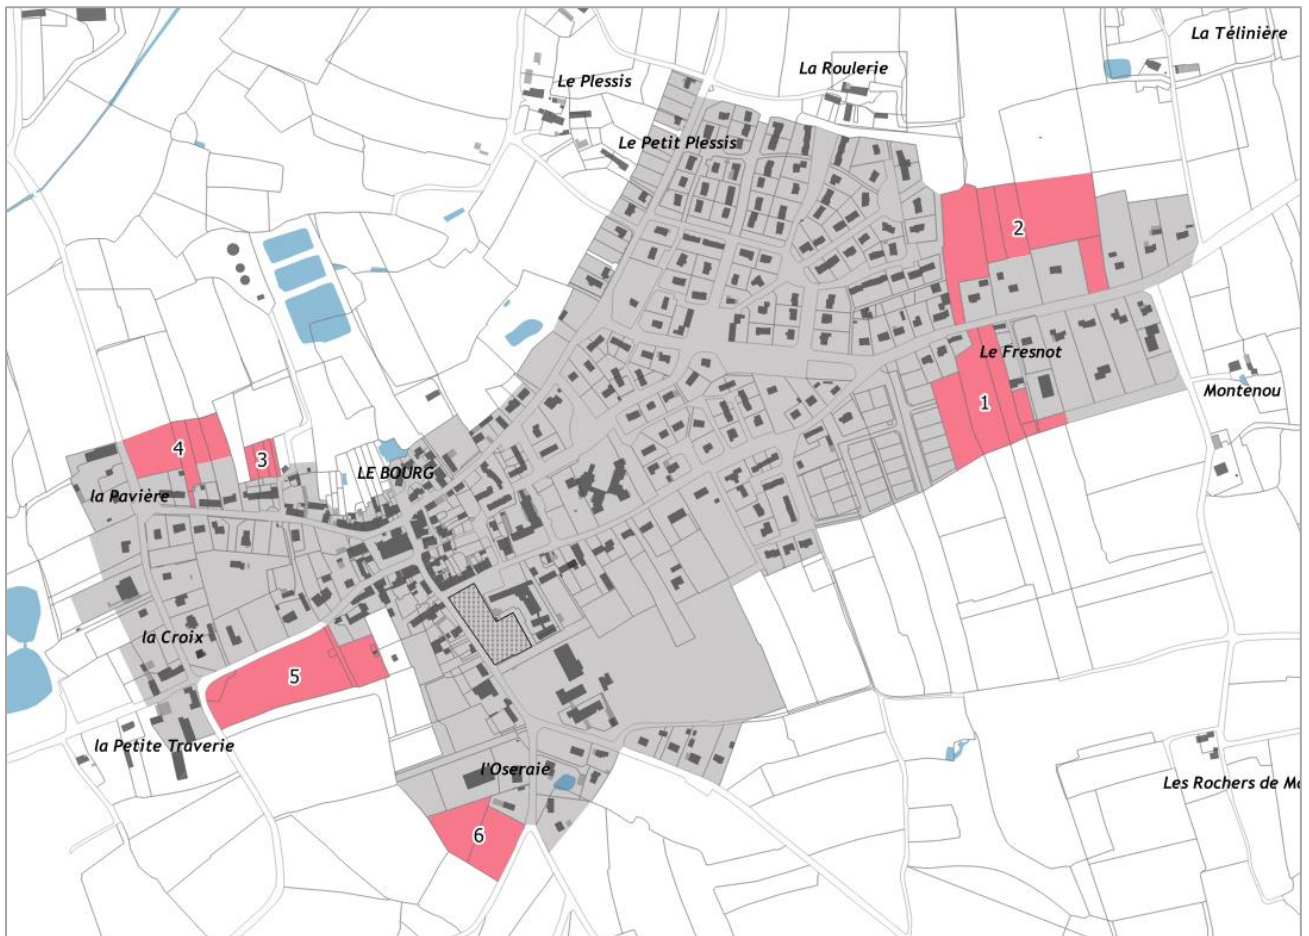 La Télinière
La Roulerie
Le Plessis
Le Petit Plessis
2
Le Fresnot
Montenou
1
4
3
LE BOURG
la Pavière
la Croix
5
la Petite Traverie
l'Oseraie
Les Rochers de
6